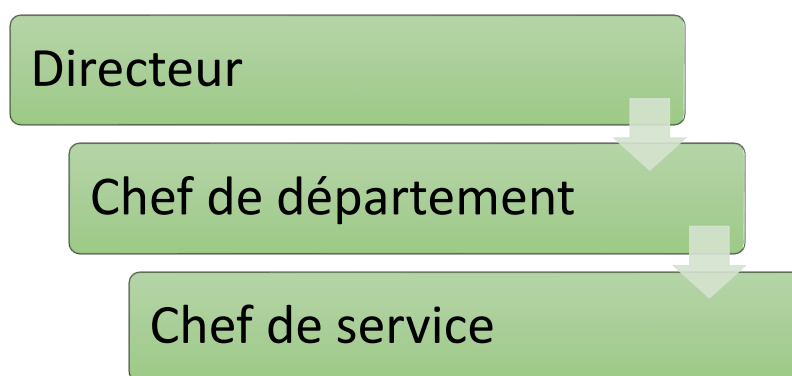 Directeur
Chef de département
Chef de service